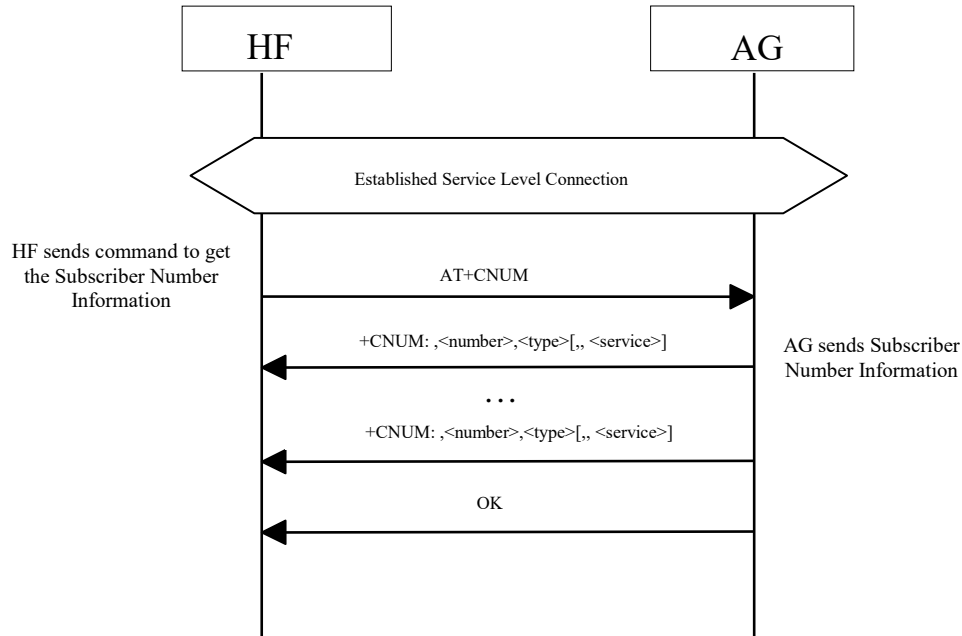 HF
AG
Established Service Level Connection
HF sends command to get
the Subscriber Number
Information
AT+CNUM
+CNUM: ,<number>,<type>[,, <service>]
AG sends Subscriber
Number Information
...
+CNUM: ,<number>,<type>[,, <service>]
OK